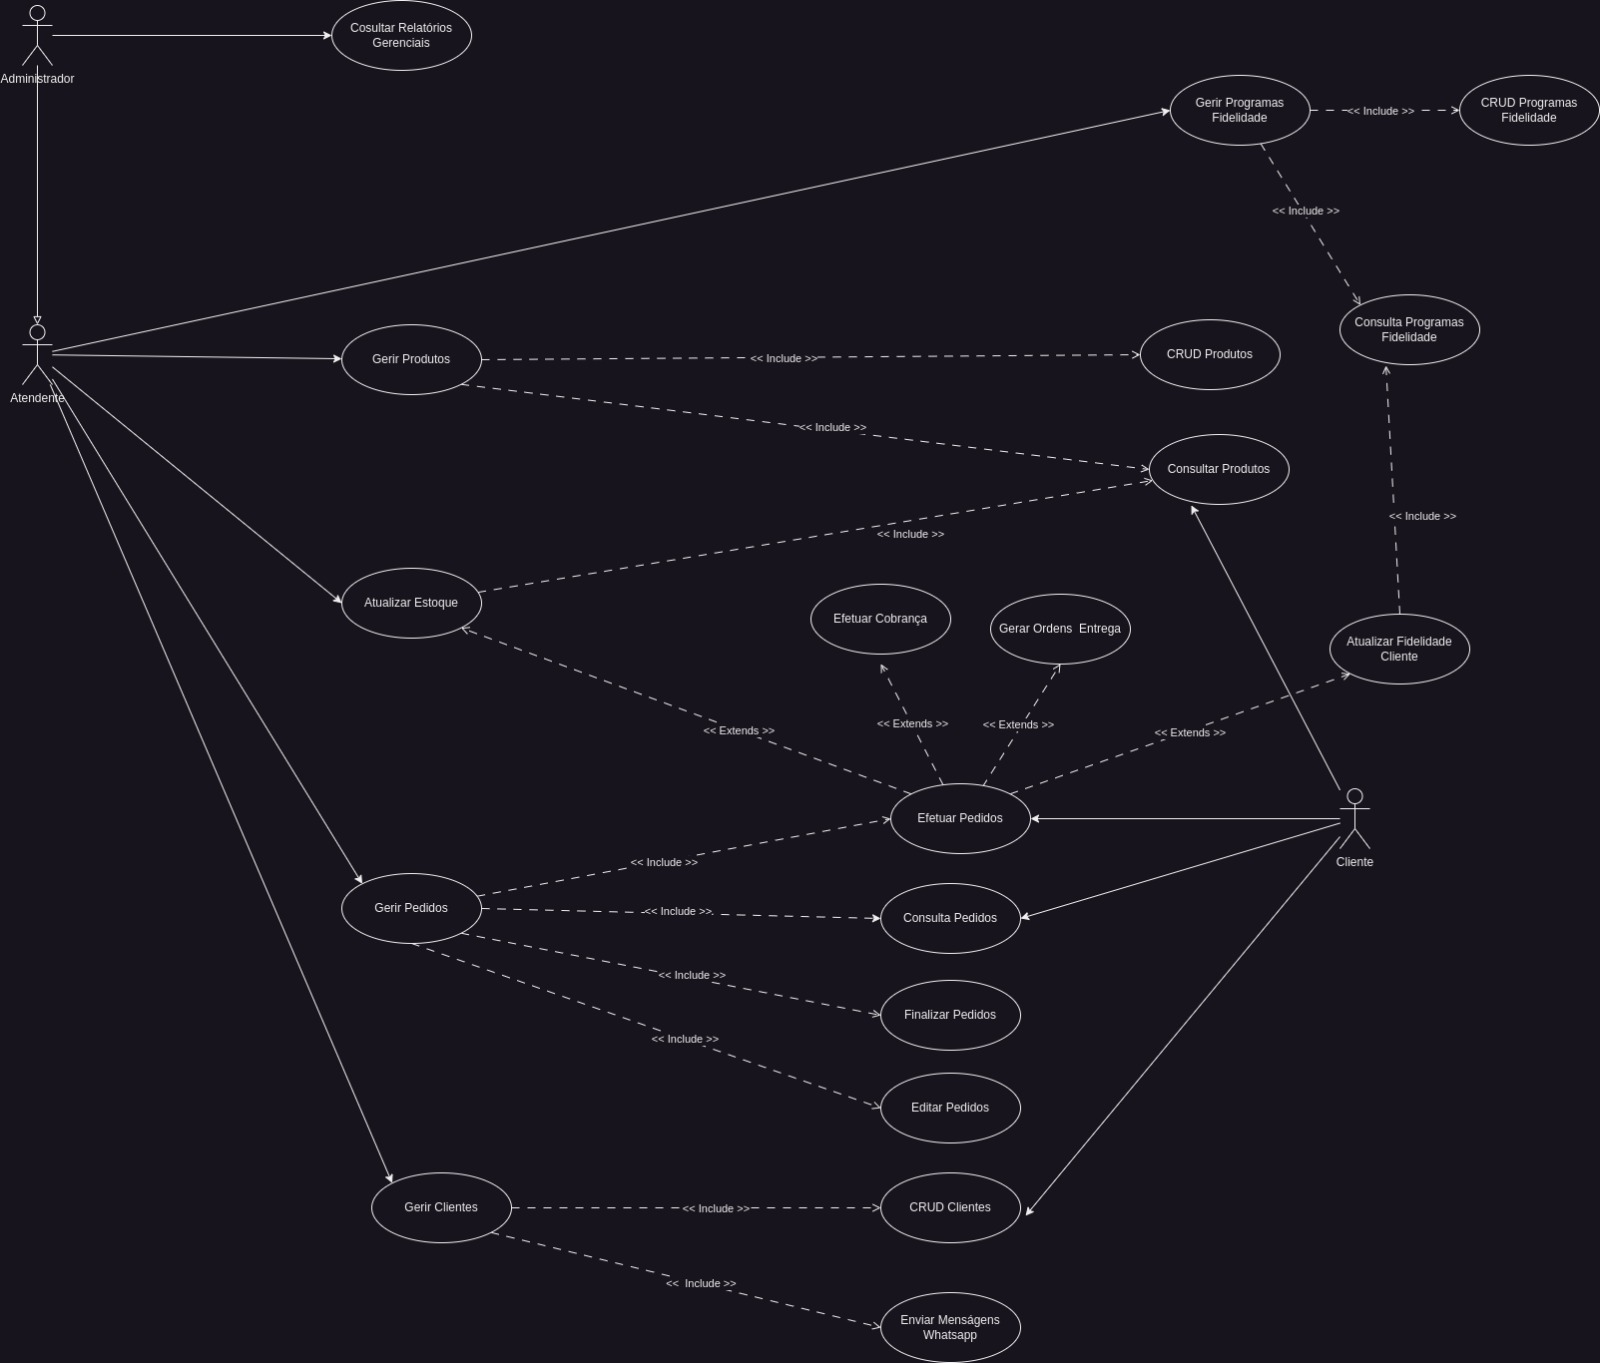 Cosultar Relatórios
Gerenciais
Administrador
Gerir Programas
Fidelidade
<< Include >>
CRUD Programas
Fidelidade
<< Include >>
Consulta Programas
Fidelidade
Atendente
Gerir Produtos
<< Include >>
CRUD Produtos
<< Include >>
Consultar Produtos
<< Include >>
<< Include >>
Atualizar Estoque
Efetuar Cobrança
Gerar Ordens  Entrega
Atualizar Fidelidade
Cliente
<< Extends >>
<< Extends >>
<< Extends >>
<< Extends >>
Efetuar Pedidos
Cliente
<< Include >>
Gerir Pedidos
<< Include >>
Consulta Pedidos
<< Include >>
Finalizar Pedidos
<< Include >>
Editar Pedidos
Gerir Clientes
<< Include >>
CRUD Clientes
<<  Include >>
Enviar Menságens
Whatsapp